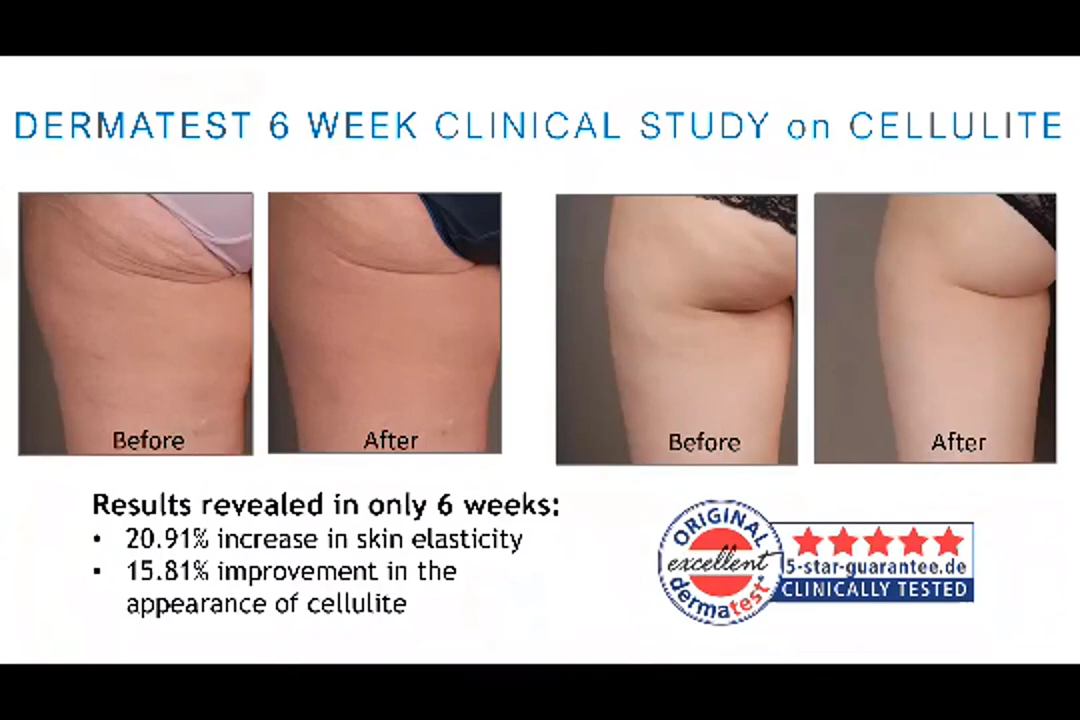 DERMATEST 6 WEEK CLINICAL STUDY on CELLULITE
Before
After
Before
After
Results revealed in only 6 weeks:
• 20.91% increase in skin elasticity
• 15.81% improvement in the
appearance of cellulite
ORIGINAL
excellent
dermatest®
5-star-guarantee.de
CLINICALLY TESTED